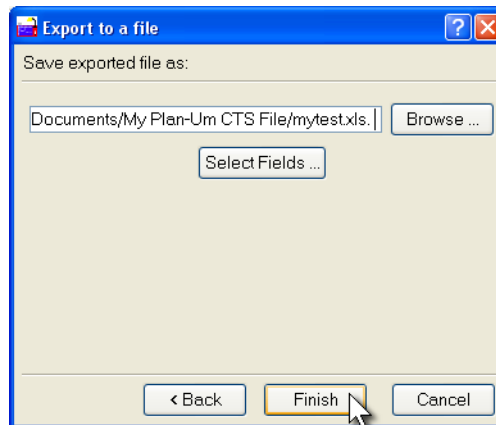 Export to a file
Save exported file as:
Documents/My Plan-Um CTS File/mytest.xls.
Browse ...
Select Fields ...
< Back
Finish
Cancel